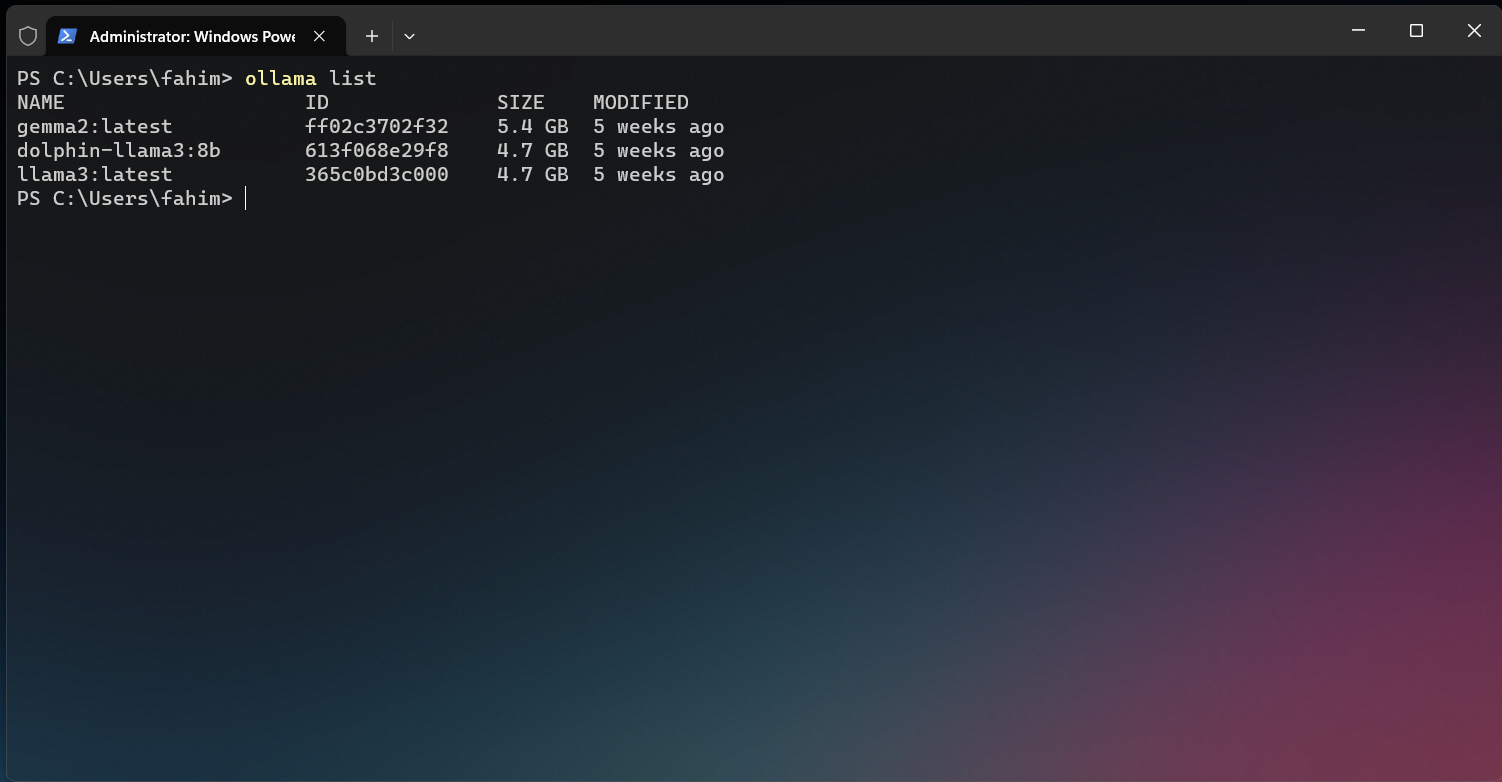 Administrator: Windows Powe
PS C:\Users\fahim> ollama list
NAME ID SIZE MODIFIED
gemma2:latest ff02c3702f32 5.4 GB 5 weeks ago
dolphin-llama3:8b 613f068e29f8 4.7 GB 5 weeks ago
llama3:latest 365c0bd3c000 4.7 GB 5 weeks ago
PS C:\Users\fahim>